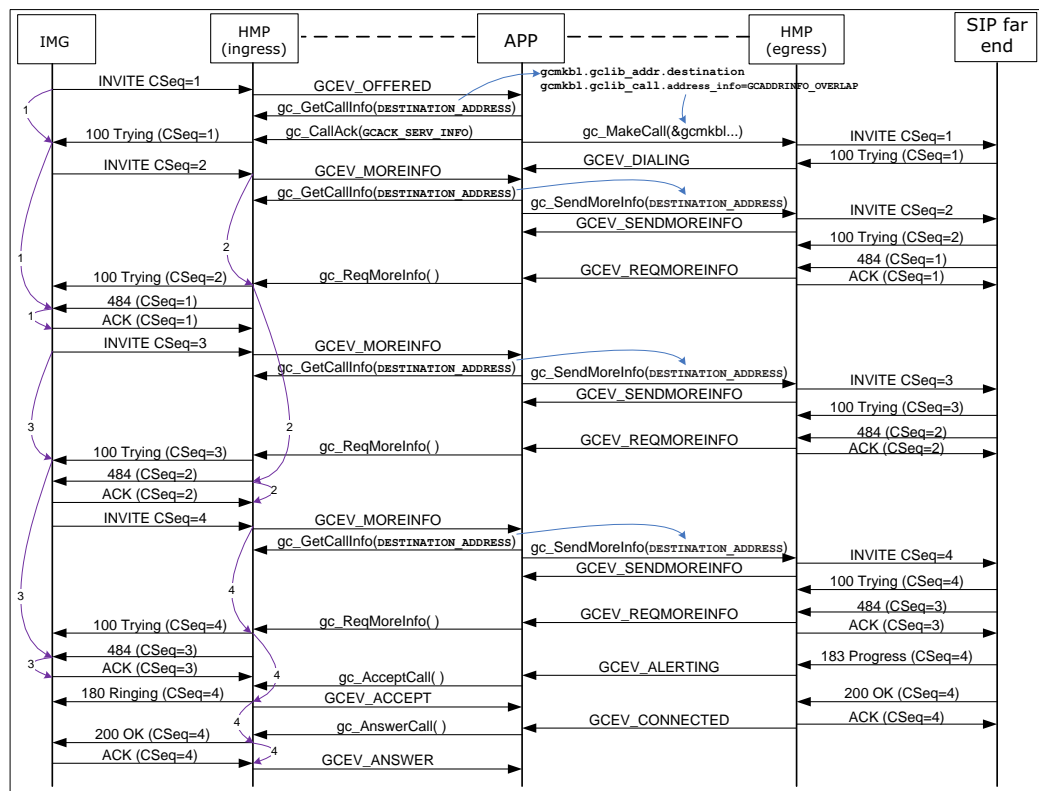 IMG
HMP
(ingress)
APP
HMP
(egress)
SIP far
end
INVITE CSeq=1
GCEV_OFFERED
gcmkbl.gclib_addr.destination
gcmkbl.gclib_call.address_info=GCADDRINFO_OVERLAP
gc_GetCallInfo(DESTINATION_ADDRESS)
1
100 Trying (CSeq=1)
gc_CallAck(GCACK_SERV_INFO)
gc_MakeCall(&gcmkbl...)
INVITE CSeq=1
GCEV_DIALING
100 Trying (CSeq=1)
INVITE CSeq=2
GCEV_MOREINFO
gc_GetCallInfo(DESTINATION_ADDRESS)
gc_SendMoreInfo(DESTINATION_ADDRESS)
INVITE CSeq=2
GCEV_SENDMOREINFO
100 Trying (CSeq=2)
2
1
484 (CSeq=1)
100 Trying (CSeq=2)
gc_ReqMoreInfo( )
GCEV_REQMOREINFO
ACK (CSeq=1)
484 (CSeq=1)
1
ACK (CSeq=1)
INVITE CSeq=3
GCEV_MOREINFO
gc_GetCallInfo(DESTINATION_ADDRESS)
gc_SendMoreInfo(DESTINATION_ADDRESS)
INVITE CSeq=3
GCEV_SENDMOREINFO
100 Trying (CSeq=3)
3
2
484 (CSeq=2)
100 Trying (CSeq=3)
gc_ReqMoreInfo( )
GCEV_REQMOREINFO
ACK (CSeq=2)
484 (CSeq=2)
2
ACK (CSeq=2)
INVITE CSeq=4
GCEV_MOREINFO
gc_GetCallInfo(DESTINATION_ADDRESS)
gc_SendMoreInfo(DESTINATION_ADDRESS)
INVITE CSeq=4
GCEV_SENDMOREINFO
100 Trying (CSeq=4)
4
3
484 (CSeq=3)
100 Trying (CSeq=4)
gc_ReqMoreInfo( )
GCEV_REQMOREINFO
ACK (CSeq=3)
484 (CSeq=3)
3
183 Progress (CSeq=4)
ACK (CSeq=3)
GCEV_ALERTING
gc_AcceptCall( )
4
180 Ringing (CSeq=4)
GCEV_ACCEPT
200 OK (CSeq=4)
4
gc_AnswerCall( )
GCEV_CONNECTED
ACK (CSeq=4)
200 OK (CSeq=4)
4
ACK (CSeq=4)
GCEV_ANSWER